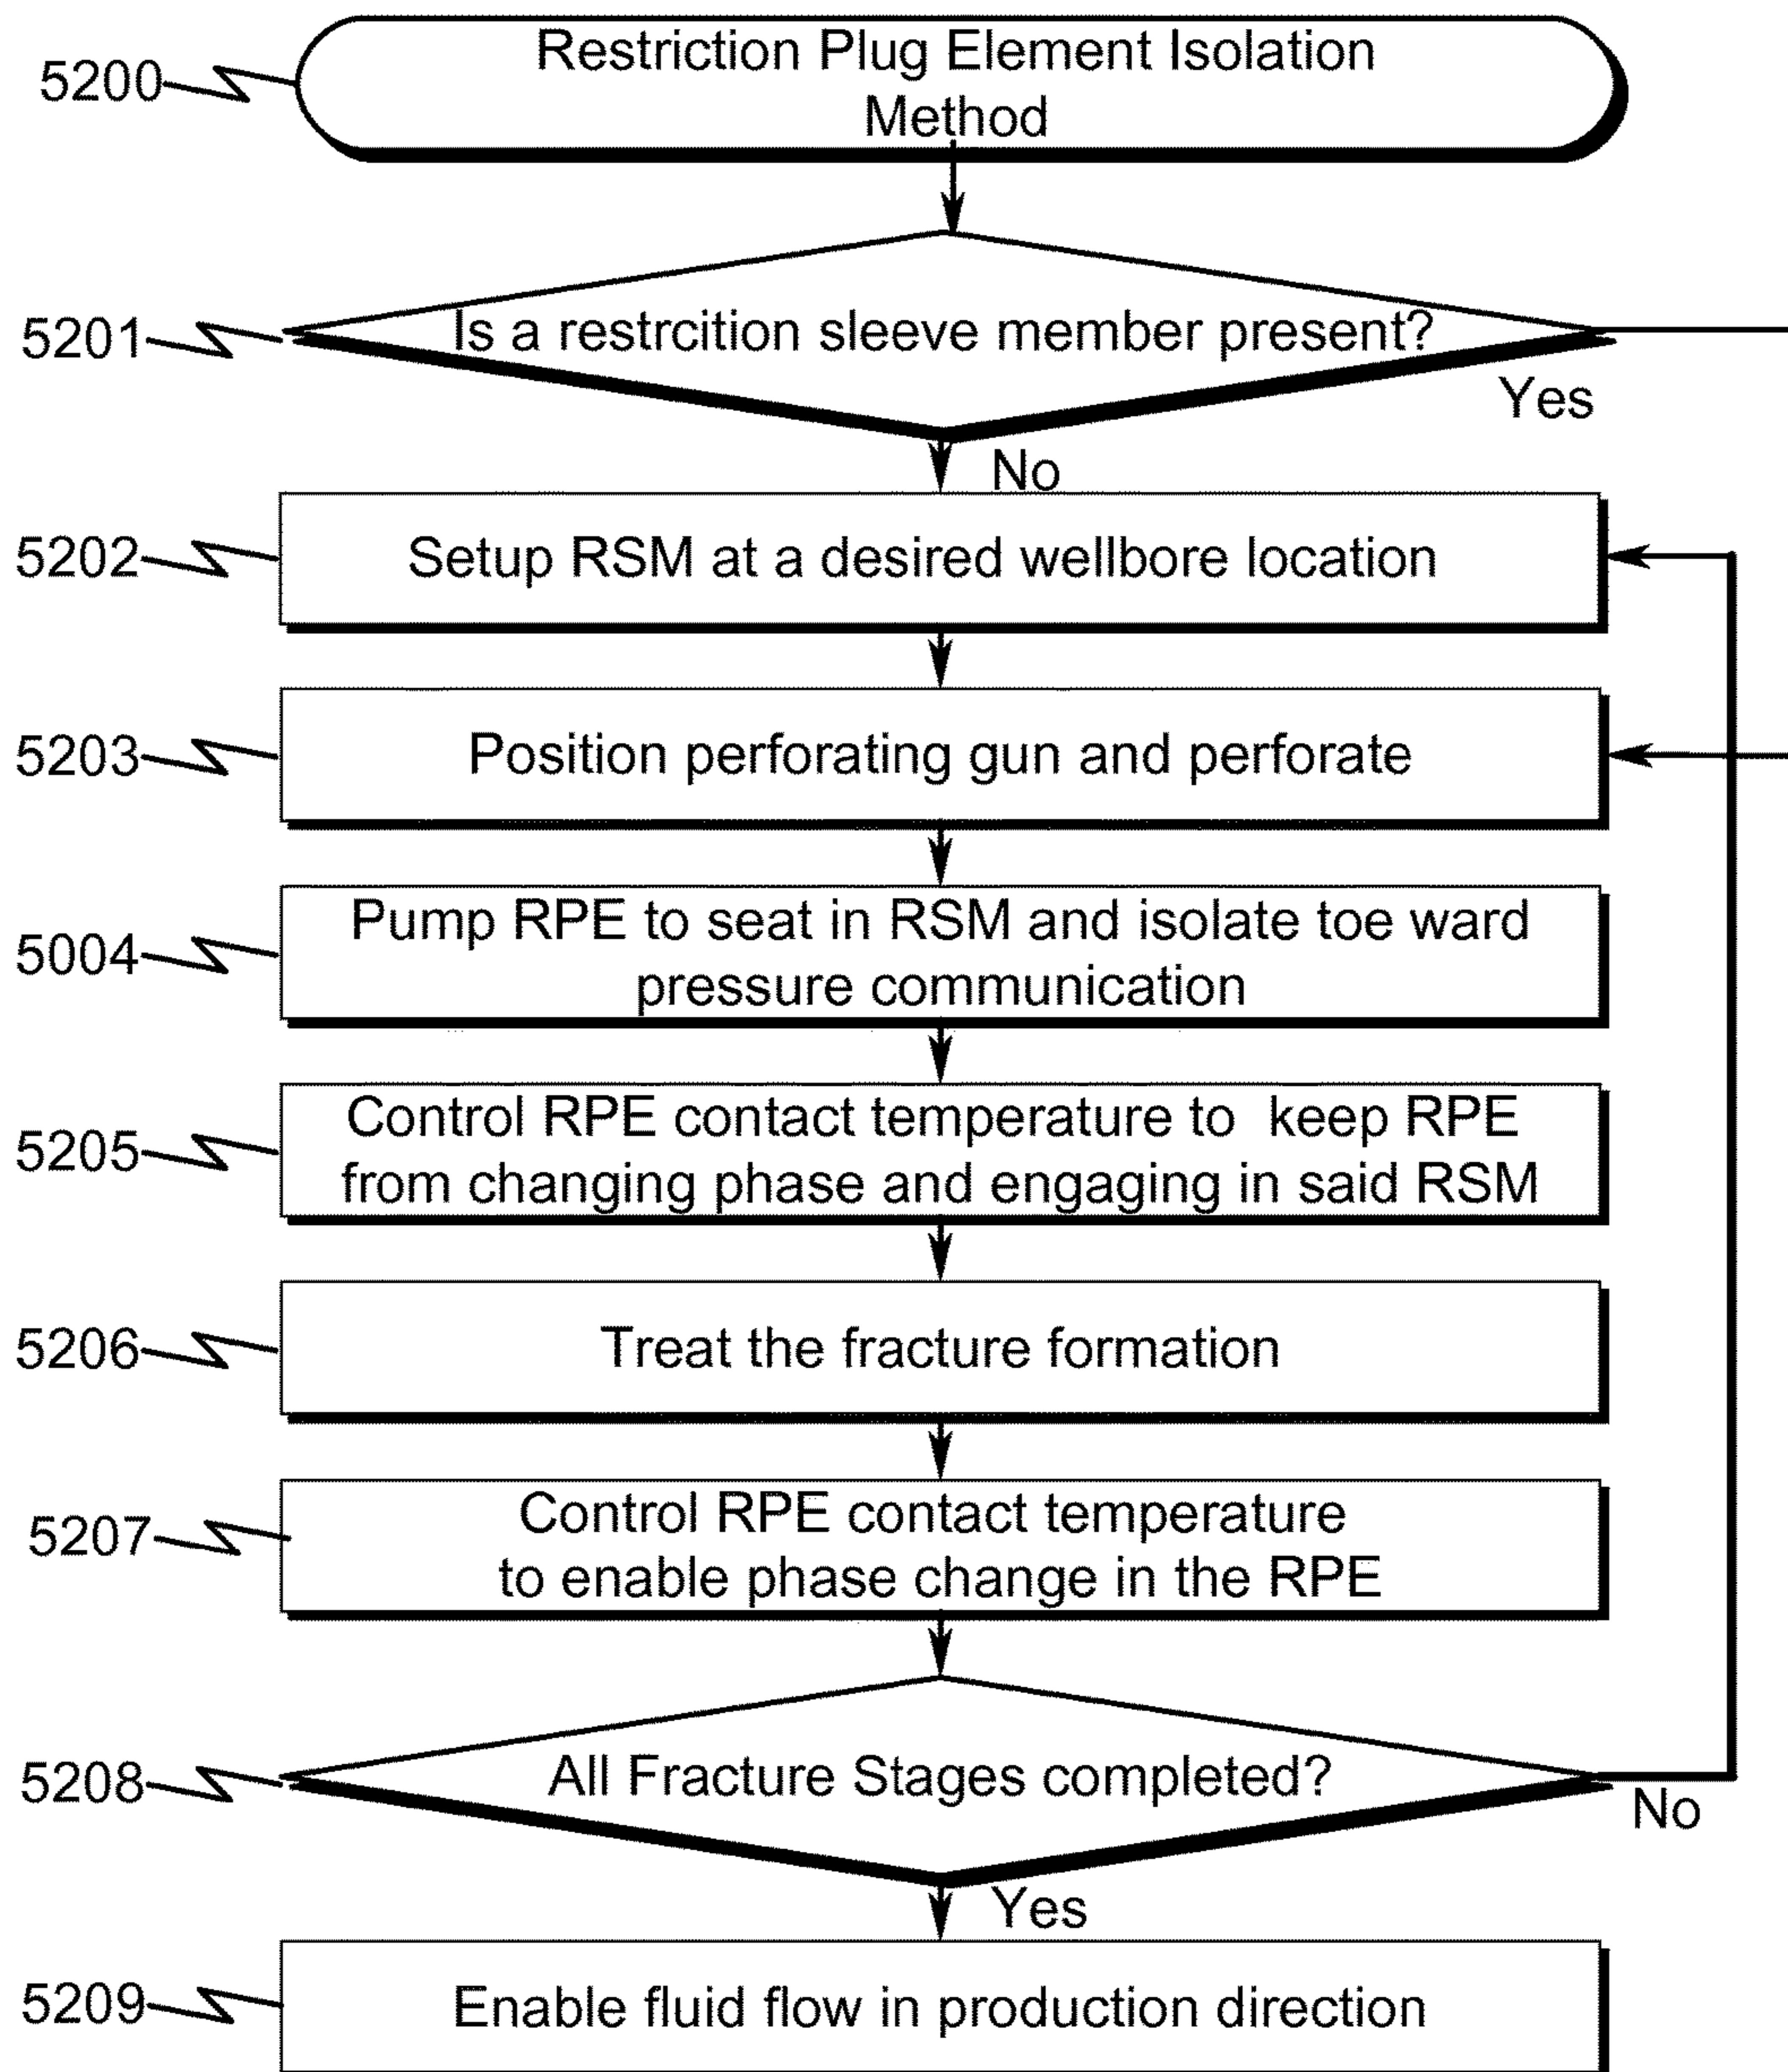 5200
Restriction Plug Element Isolation
Method
5201
Is a restrcition sleeve member present?
Yes
No
5202
Setup RSM at a desired wellbore location
5203
Position perforating gun and perforate
5004
Pump RPE to seat in RSM and isolate toe ward
pressure communication
5205
Control RPE contact temperature to keep RPE
from changing phase and engaging in said RSM
5206
Treat the fracture formation
5207
Control RPE contact temperature
to enable phase change in the RPE
5208
All Fracture Stages completed?
No
Yes
5209
Enable fluid flow in production direction